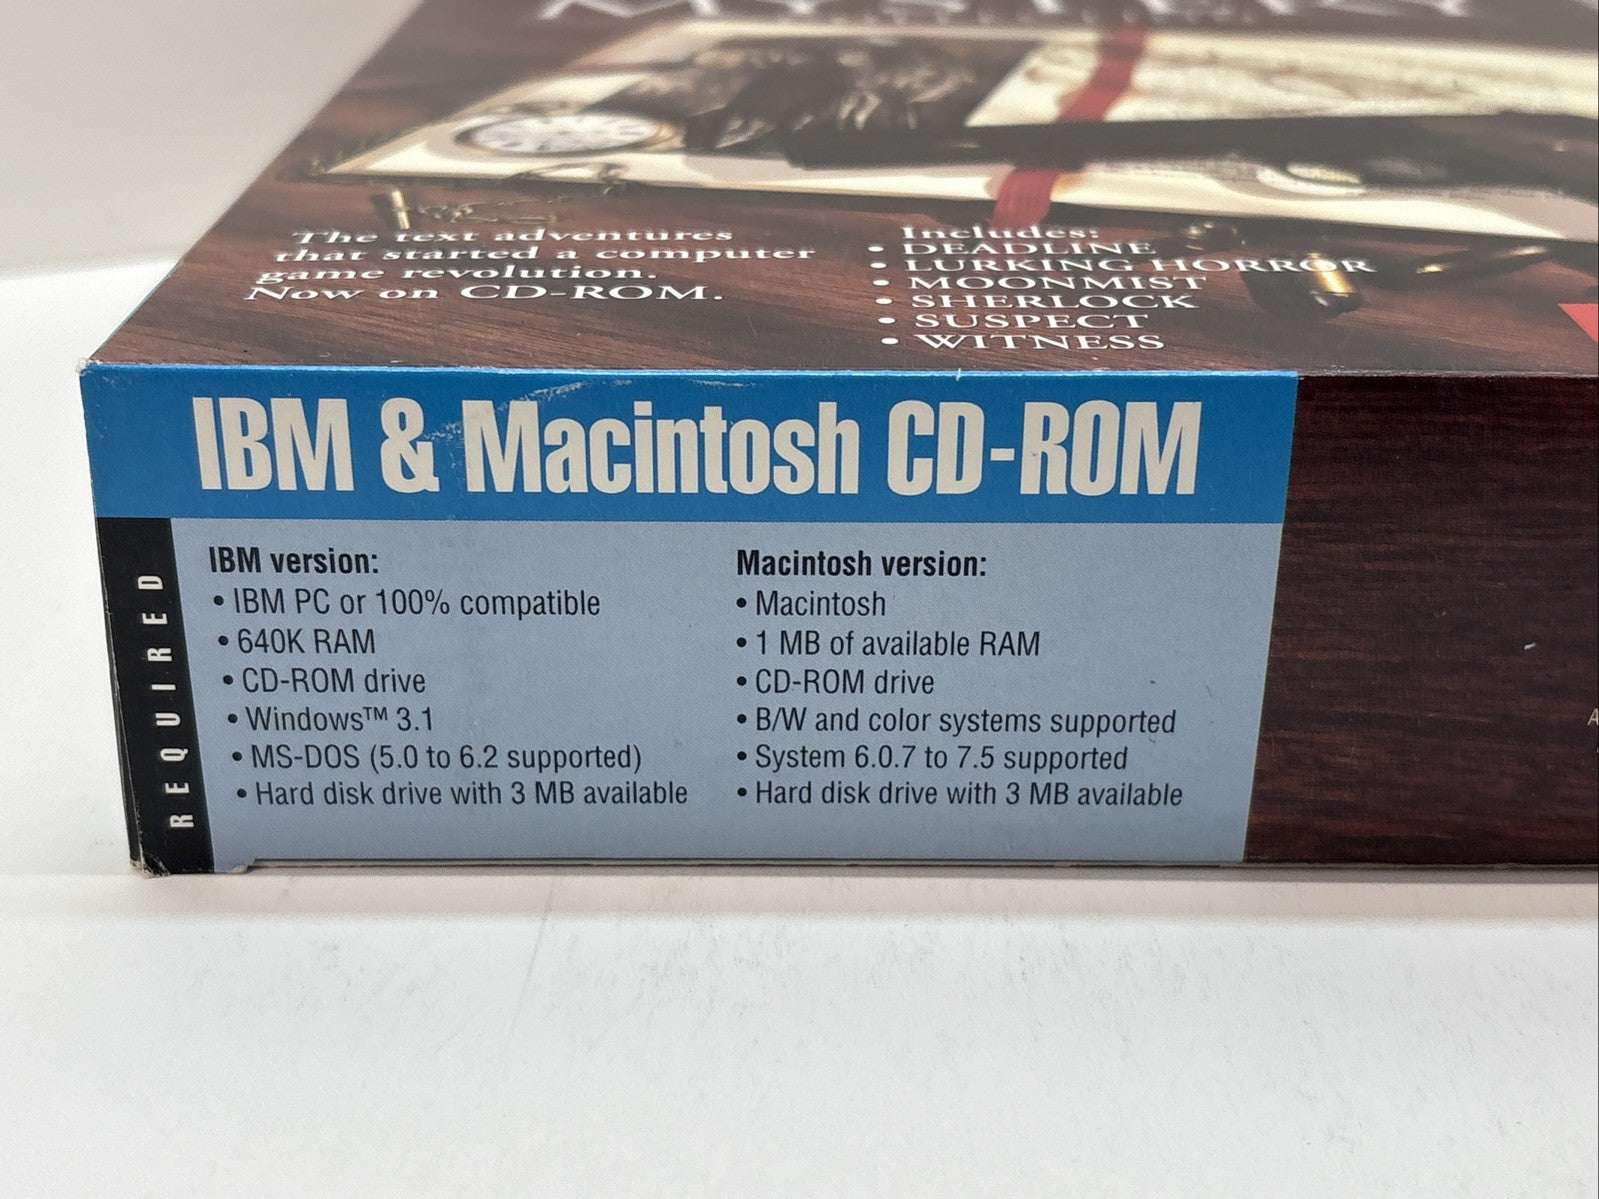 MYSTERY
The text adventures
that started a computer
game revolution.
Now on CD-ROM.
Includes:
• DEADLINE
• LURKING HORROR
• MOONMIST
• SHERLOCK
• SUSPECT
• WITNESS
IBM & Macintosh CD-ROM
REQUIRED
IBM version:
• IBM PC or 100% compatible
• 640K RAM
• CD-ROM drive
• Windows™ 3.1
• MS-DOS (5.0 to 6.2 supported)
• Hard disk drive with 3 MB available
Macintosh version:
• Macintosh
• 1 MB of available RAM
• CD-ROM drive
• B/W and color systems supported
• System 6.0.7 to 7.5 supported
• Hard disk drive with 3 MB available